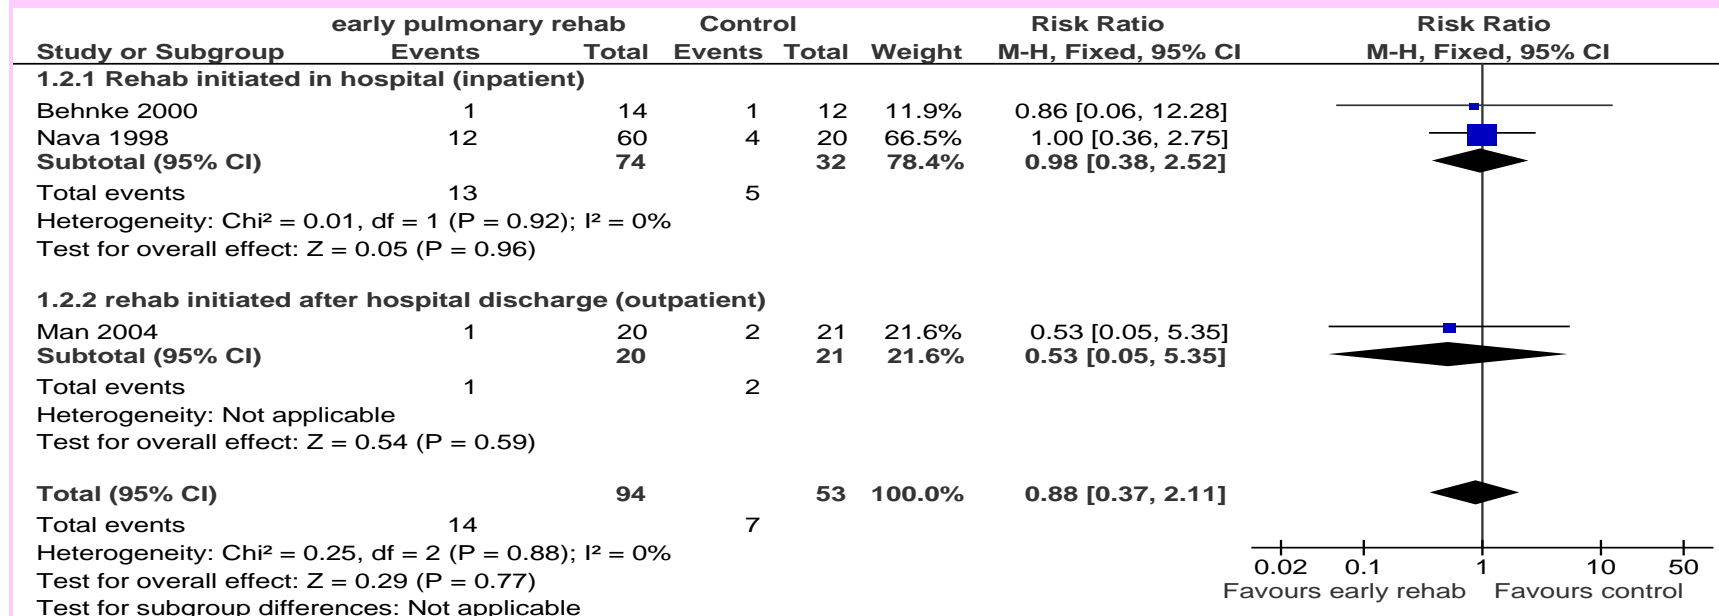 early pulmonary rehab Control Risk Ratio Risk Ratio
Study or Subgroup Events Total Events Total Weight M-H, Fixed, 95% CI M-H, Fixed, 95% CI
1.2.1 Rehab initiated in hospital (inpatient)
Behnke 2000 1 14 1 12 11.9% 0.86 [0.06, 12.28]
Nava 1998 12 60 4 20 66.5% 1.00 [0.36, 2.75]
Subtotal (95% CI) 74 32 78.4% 0.98 [0.38, 2.52]
Total events 13 5
Heterogeneity: Chi² = 0.01, df = 1 (P = 0.92); I² = 0%
Test for overall effect: Z = 0.05 (P = 0.96)
1.2.2 rehab initiated after hospital discharge (outpatient)
Man 2004 1 20 2 21 21.6% 0.53 [0.05, 5.35]
Subtotal (95% CI) 20 21 21.6% 0.53 [0.05, 5.35]
Total events 1 2
Heterogeneity: Not applicable
Test for overall effect: Z = 0.54 (P = 0.59)
Total (95% CI) 94 53 100.0% 0.88 [0.37, 2.11]
Total events 14 7
Heterogeneity: Chi² = 0.25, df = 2 (P = 0.88); I² = 0%
Test for overall effect: Z = 0.29 (P = 0.77)
Test for subgroup differences: Not applicable
0.02 0.1 1 10 50
Favours early rehab Favours control